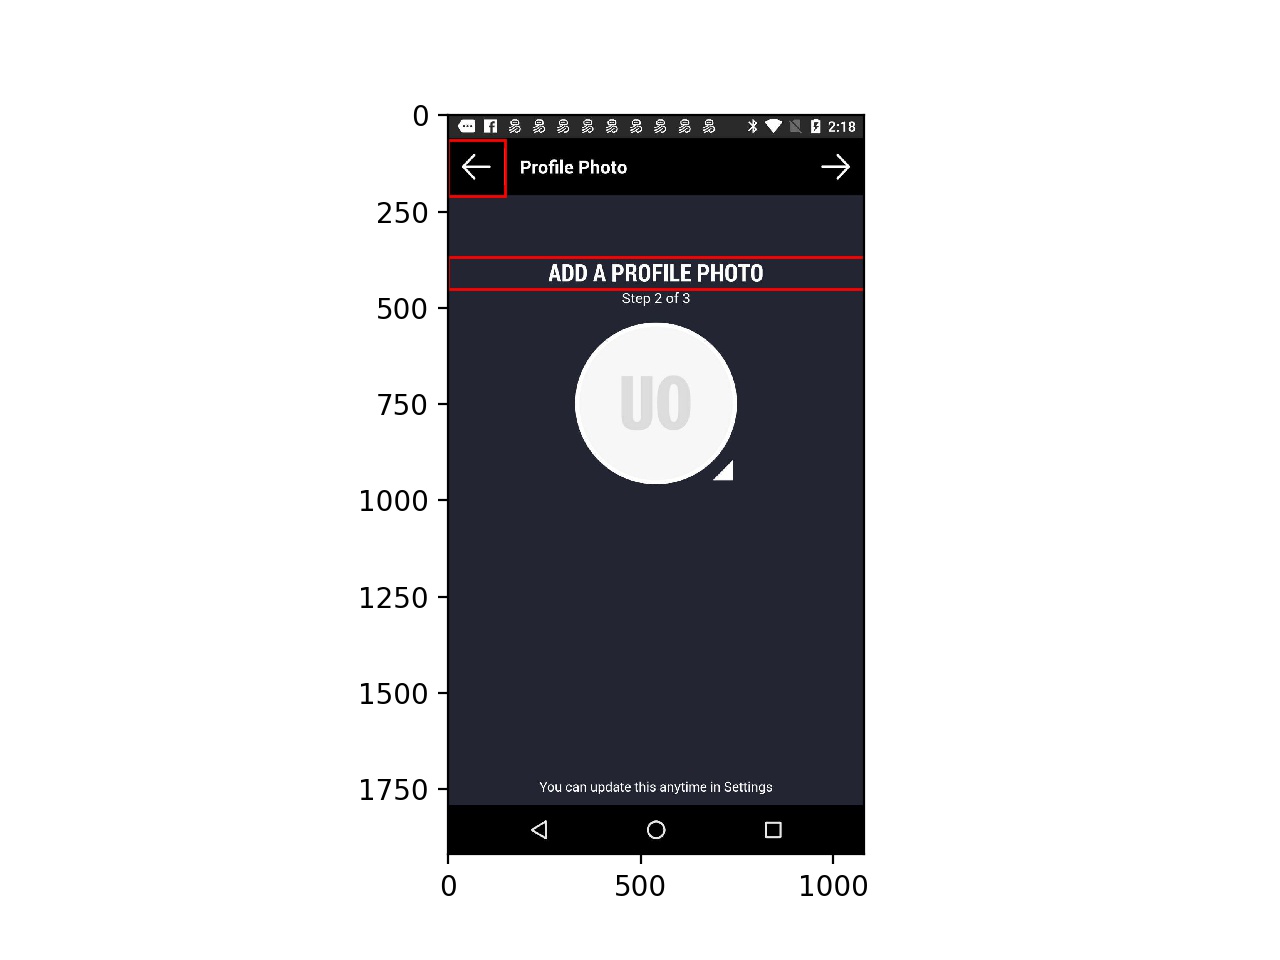 0
2:18
Profile Photo
250
ADD A PROFILE PHOTO
Step 2 of 3
500
UO
750
1000
1250
1500
You can update this anytime in Settings
1750
0 500 1000